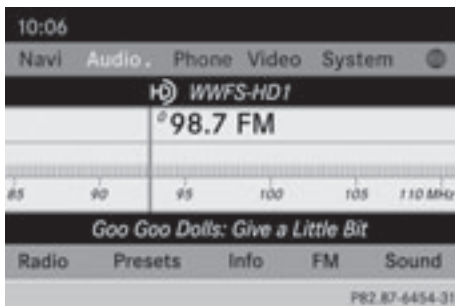 10:06
Navi Audio. Phone Video System
HD WWFS-HD1
98.7 FM
85 90 95 100 105 110 MHz
Goo Goo Dolls: Give a Little Bit
Radio Presets Info FM Sound
P82.87-6454-31